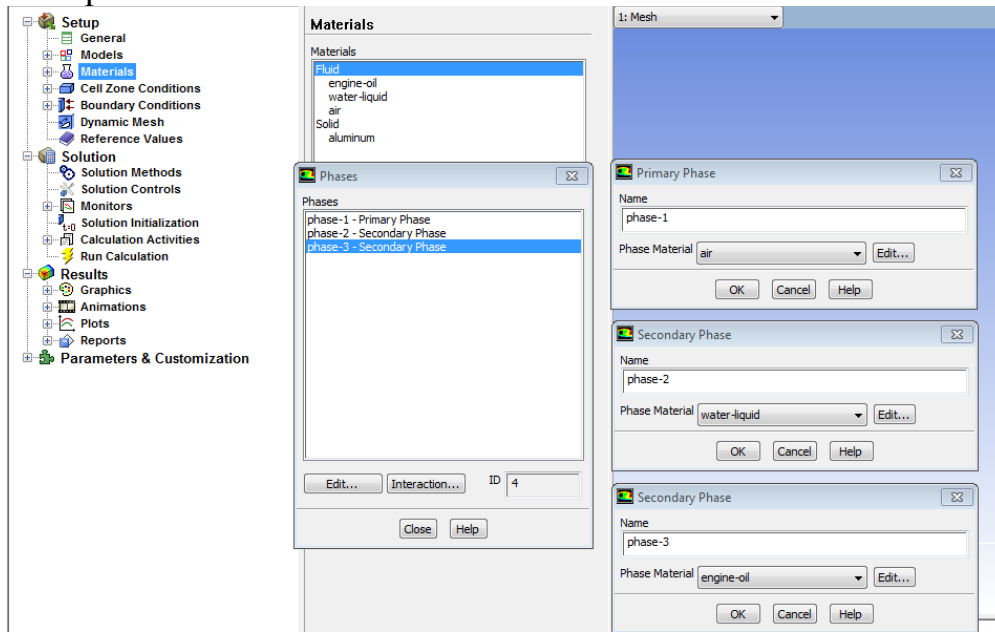 Setup
General
Models
Materials
Cell Zone Conditions
Boundary Conditions
Dynamic Mesh
Reference Values
Solution
Solution Methods
Solution Controls
Monitors
Solution Initialization
Calculation Activities
Run Calculation
Results
Graphics
Animations
Plots
Reports
Parameters & Customization
Materials
Materials
Fluid
engine-oil
water-liquid
air
Solid
aluminum
1: Mesh
Phases
Phases
phase-1 - Primary Phase
phase-2 - Secondary Phase
phase-3 - Secondary Phase
Edit... Interaction... ID 4
Close Help
Primary Phase
Name
phase-1
Phase Material air Edit...
OK Cancel Help
Secondary Phase
Name
phase-2
Phase Material water-liquid Edit...
OK Cancel Help
Secondary Phase
Name
phase-3
Phase Material engine-oil Edit...
OK Cancel Help